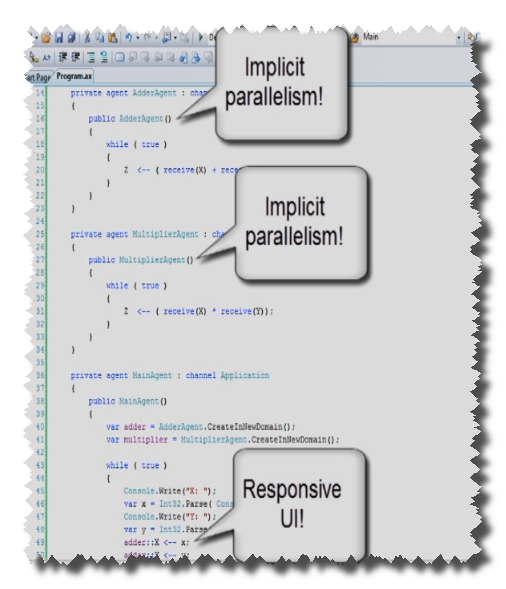 Main
art Page Program.ax
Implicit
parallelism!
14 private agent AdderAgent : chan
15 {
16 public AdderAgent()
17 {
18 while ( true )
19 {
20 Z <-- ( receive(X) + rece
21 }
22 }
23 }
24
Implicit
parallelism!
25 private agent MultiplierAgent : cha
26 {
27 public MultiplierAgent()
28 {
29 while ( true )
30 {
31 Z <-- ( receive(X) * receive(Y));
32 }
33 }
34 }
35
36 private agent MainAgent : channel Application
37 {
38 public MainAgent()
39 {
40 var adder = AdderAgent.CreateInNewDomain();
41 var multiplier = MultiplierAgent.CreateInNewDomain();
42
43 while ( true )
44 {
Responsive
UI!
45 Console.Write("X: ");
46 var x = Int32.Parse( Cons
47 Console.Write("Y: ");
48 var y = Int32.Parse
49 adder::X <-- x;
50 adder::Y <-- y;